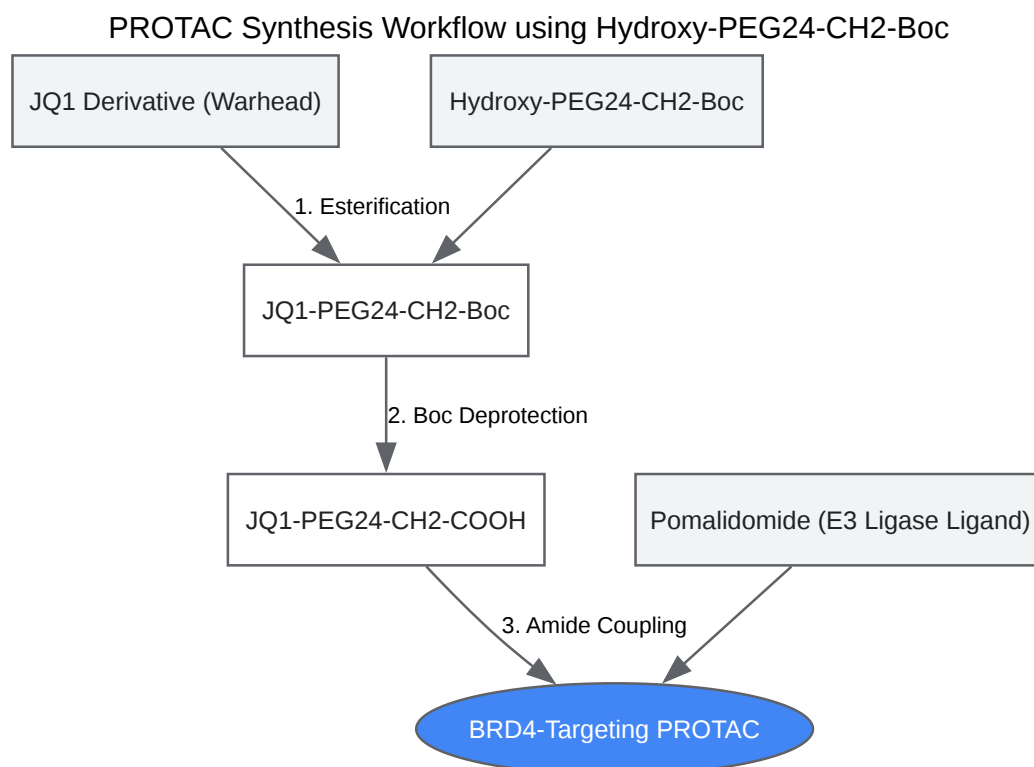 PROTAC Synthesis Workflow using Hydroxy-PEG24-CH2-Boc
JQ1 Derivative (Warhead)
Hydroxy-PEG24-CH2-Boc
1. Esterification
JQ1-PEG24-CH2-Boc
2. Boc Deprotection
JQ1-PEG24-CH2-COOH
Pomalidomide (E3 Ligase Ligand)
3. Amide Coupling
BRD4-Targeting PROTAC